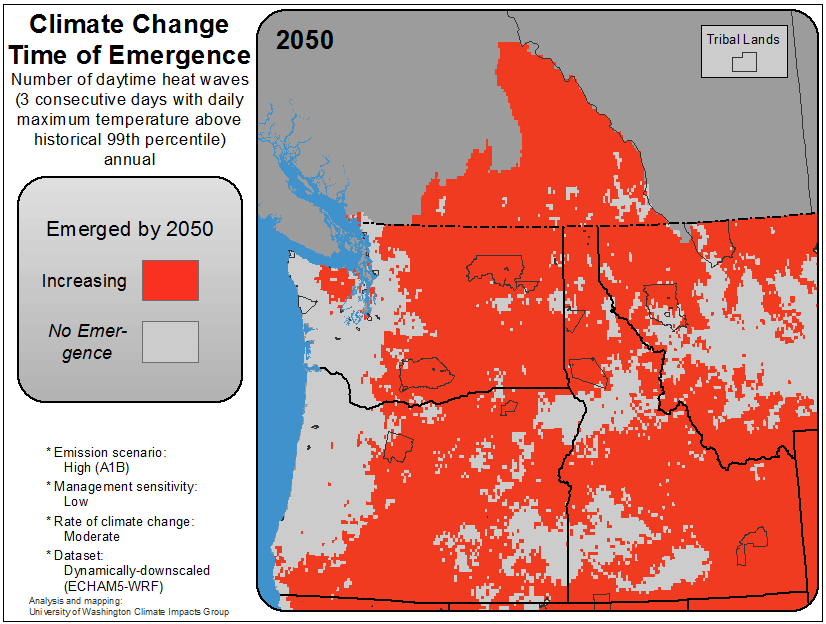 Climate Change
Time of Emergence
Number of daytime heat waves
(3 consecutive days with daily
maximum temperature above
historical 99th percentile)
annual
Emerged by 2050
Increasing
No Emer-
gence
* Emission scenario:
High (A1B)
* Management sensitivity:
Low
* Rate of climate change:
Moderate
* Dataset:
Dynamically-downscaled
(ECHAM5-WRF)
Analysis and mapping:
University of Washington Climate Impacts Group
2050
Tribal Lands